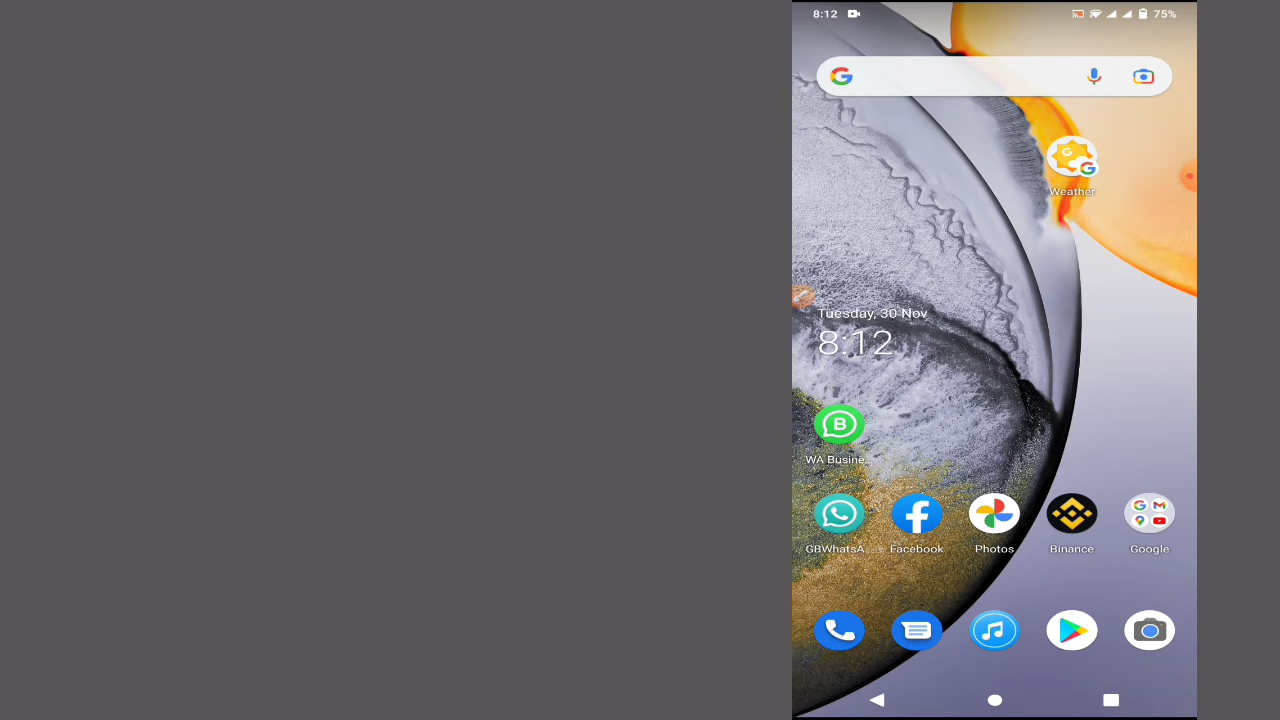 8:12
75%
Weather
Tuesday, 30 Nov
8:12
WA Busine...
GBWhatsA...
Facebook
Photos
Binance
Google